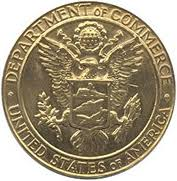 DEPARTMENT OF COMMERCE
UNITED STATES OF AMERICA